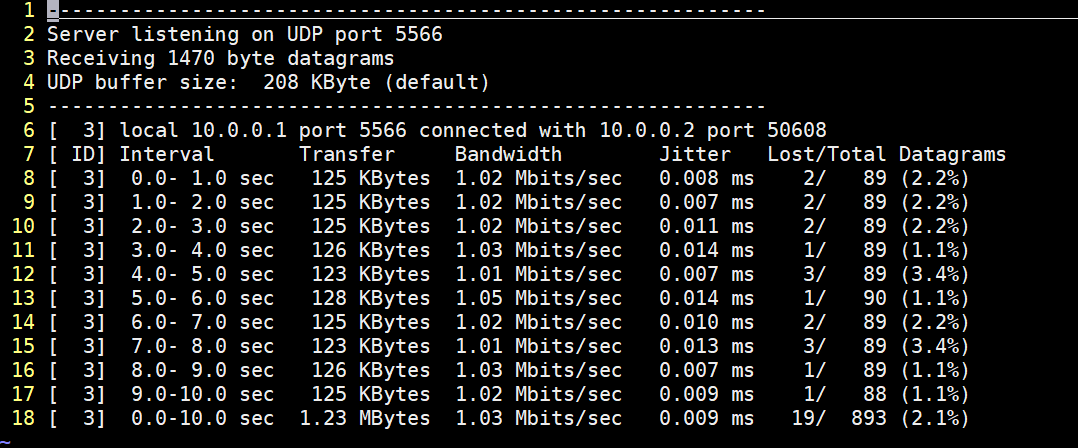 1 ------------------------------------------------------------
2 Server listening on UDP port 5566
3 Receiving 1470 byte datagrams
4 UDP buffer size:  208 KByte (default)
5 ------------------------------------------------------------
6 [  3] local 10.0.0.1 port 5566 connected with 10.0.0.2 port 50608
7 [ ID] Interval       Transfer     Bandwidth        Jitter   Lost/Total Datagrams
8 [  3]  0.0- 1.0 sec   125 KBytes  1.02 Mbits/sec   0.008 ms    2/   89 (2.2%)
9 [  3]  1.0- 2.0 sec   125 KBytes  1.02 Mbits/sec   0.007 ms    2/   89 (2.2%)
10 [  3]  2.0- 3.0 sec   125 KBytes  1.02 Mbits/sec   0.011 ms    2/   89 (2.2%)
11 [  3]  3.0- 4.0 sec   126 KBytes  1.03 Mbits/sec   0.014 ms    1/   89 (1.1%)
12 [  3]  4.0- 5.0 sec   123 KBytes  1.01 Mbits/sec   0.007 ms    3/   89 (3.4%)
13 [  3]  5.0- 6.0 sec   128 KBytes  1.05 Mbits/sec   0.014 ms    1/   90 (1.1%)
14 [  3]  6.0- 7.0 sec   125 KBytes  1.02 Mbits/sec   0.010 ms    2/   89 (2.2%)
15 [  3]  7.0- 8.0 sec   123 KBytes  1.01 Mbits/sec   0.013 ms    3/   89 (3.4%)
16 [  3]  8.0- 9.0 sec   126 KBytes  1.03 Mbits/sec   0.007 ms    1/   89 (1.1%)
17 [  3]  9.0-10.0 sec   125 KBytes  1.02 Mbits/sec   0.009 ms    1/   88 (1.1%)
18 [  3]  0.0-10.0 sec  1.23 MBytes  1.03 Mbits/sec   0.009 ms   19/  893 (2.1%)
~